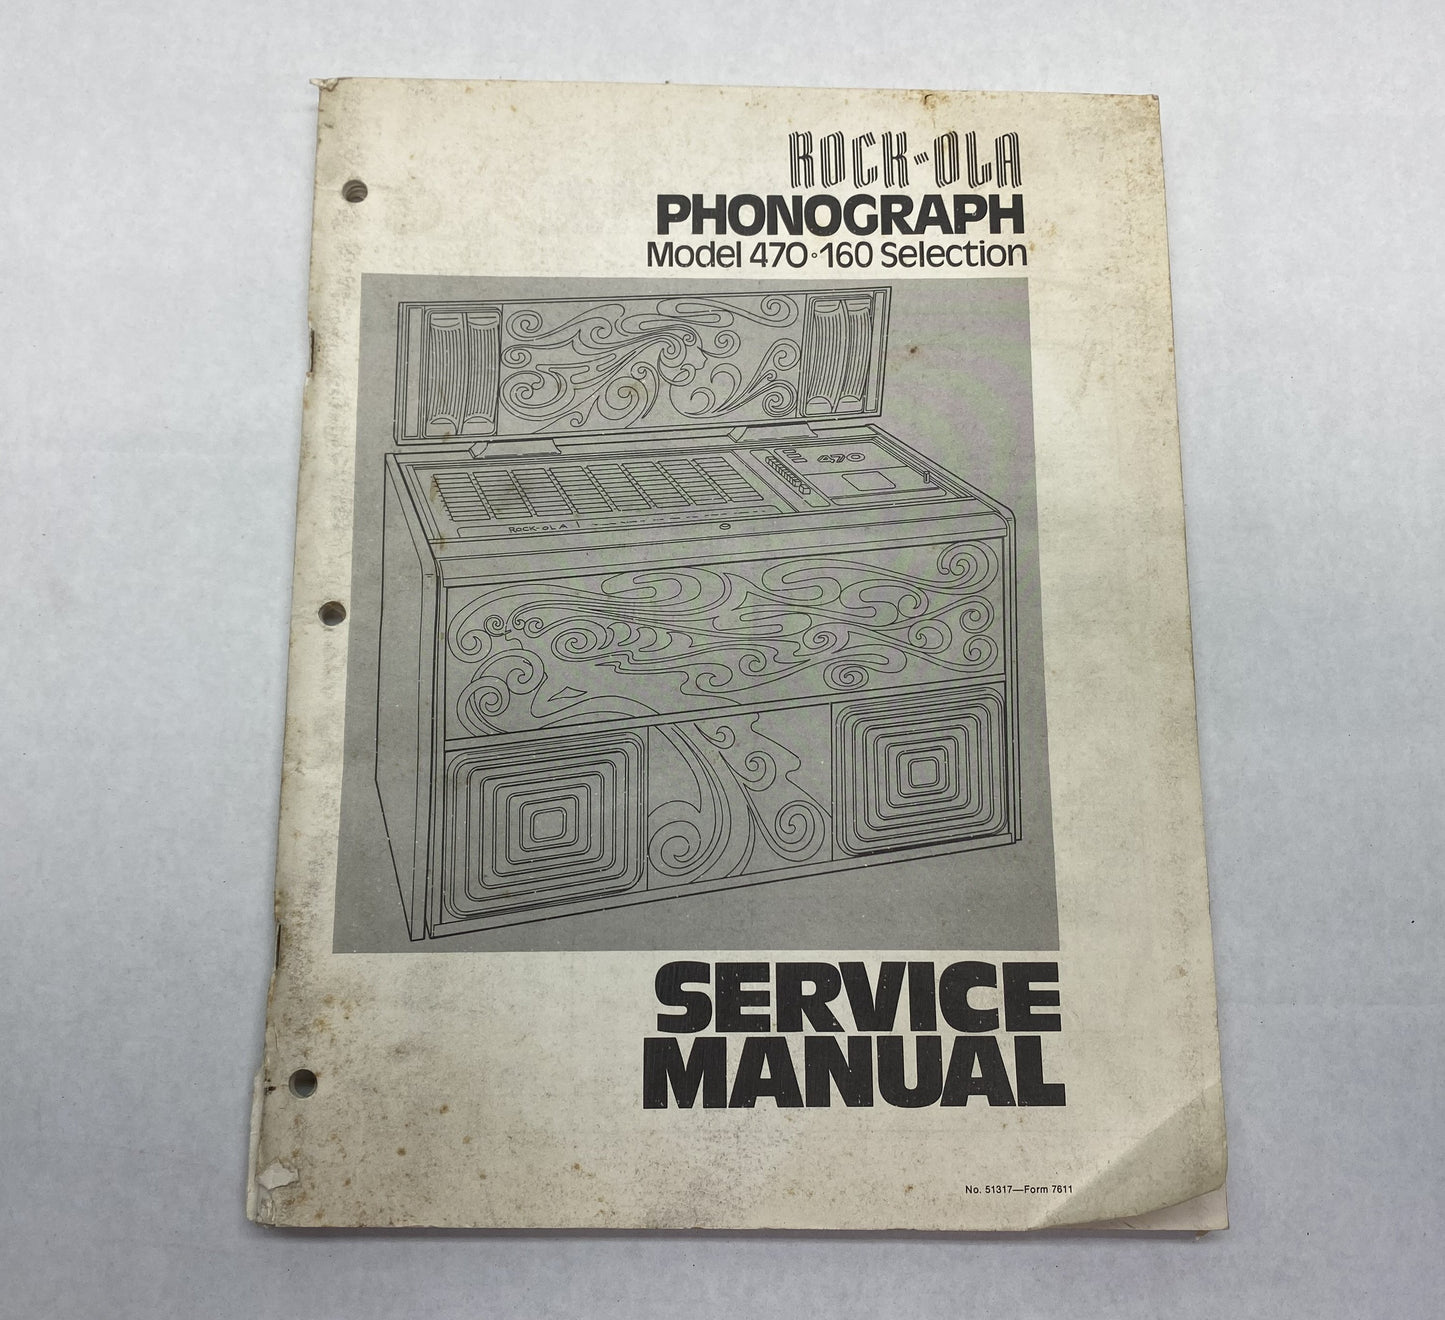 ROCK-OLA
PHONOGRAPH
Model 470°160 Selection
470
ROCK-OLA
SERVICE
MANUAL
No. 51317—Form 7611